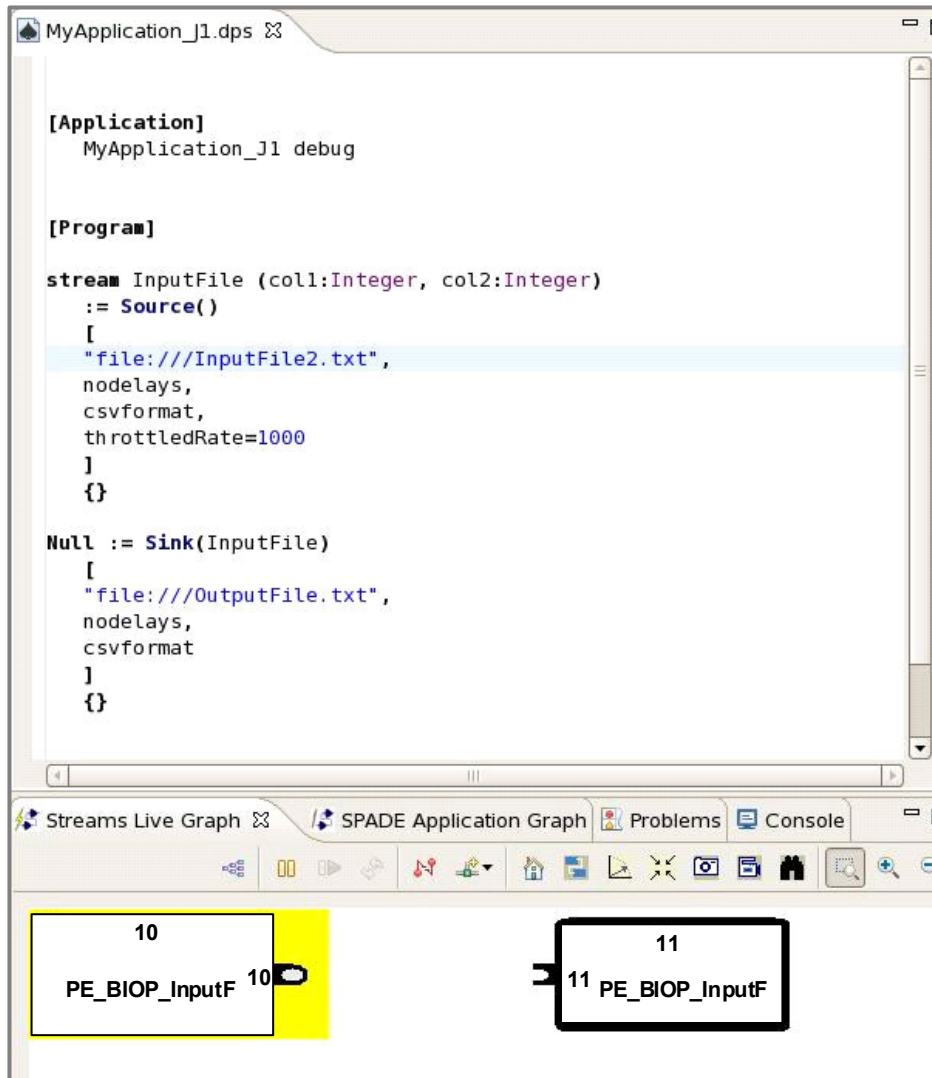 MyApplication_J1.dps
[Application]
MyApplication_J1 debug
[Program]
stream InputFile (col1:Integer, col2:Integer)
:= Source()
[
"file:///InputFile2.txt",
nodelays,
csvformat,
throttledRate=1000
]
{}
Null := Sink(InputFile)
[
"file:///OutputFile.txt",
nodelays,
csvformat
]
{}
Streams Live Graph SPADE Application Graph Problems Console
10 11
10 11
PE_BIOP_InputF PE_BIOP_InputF